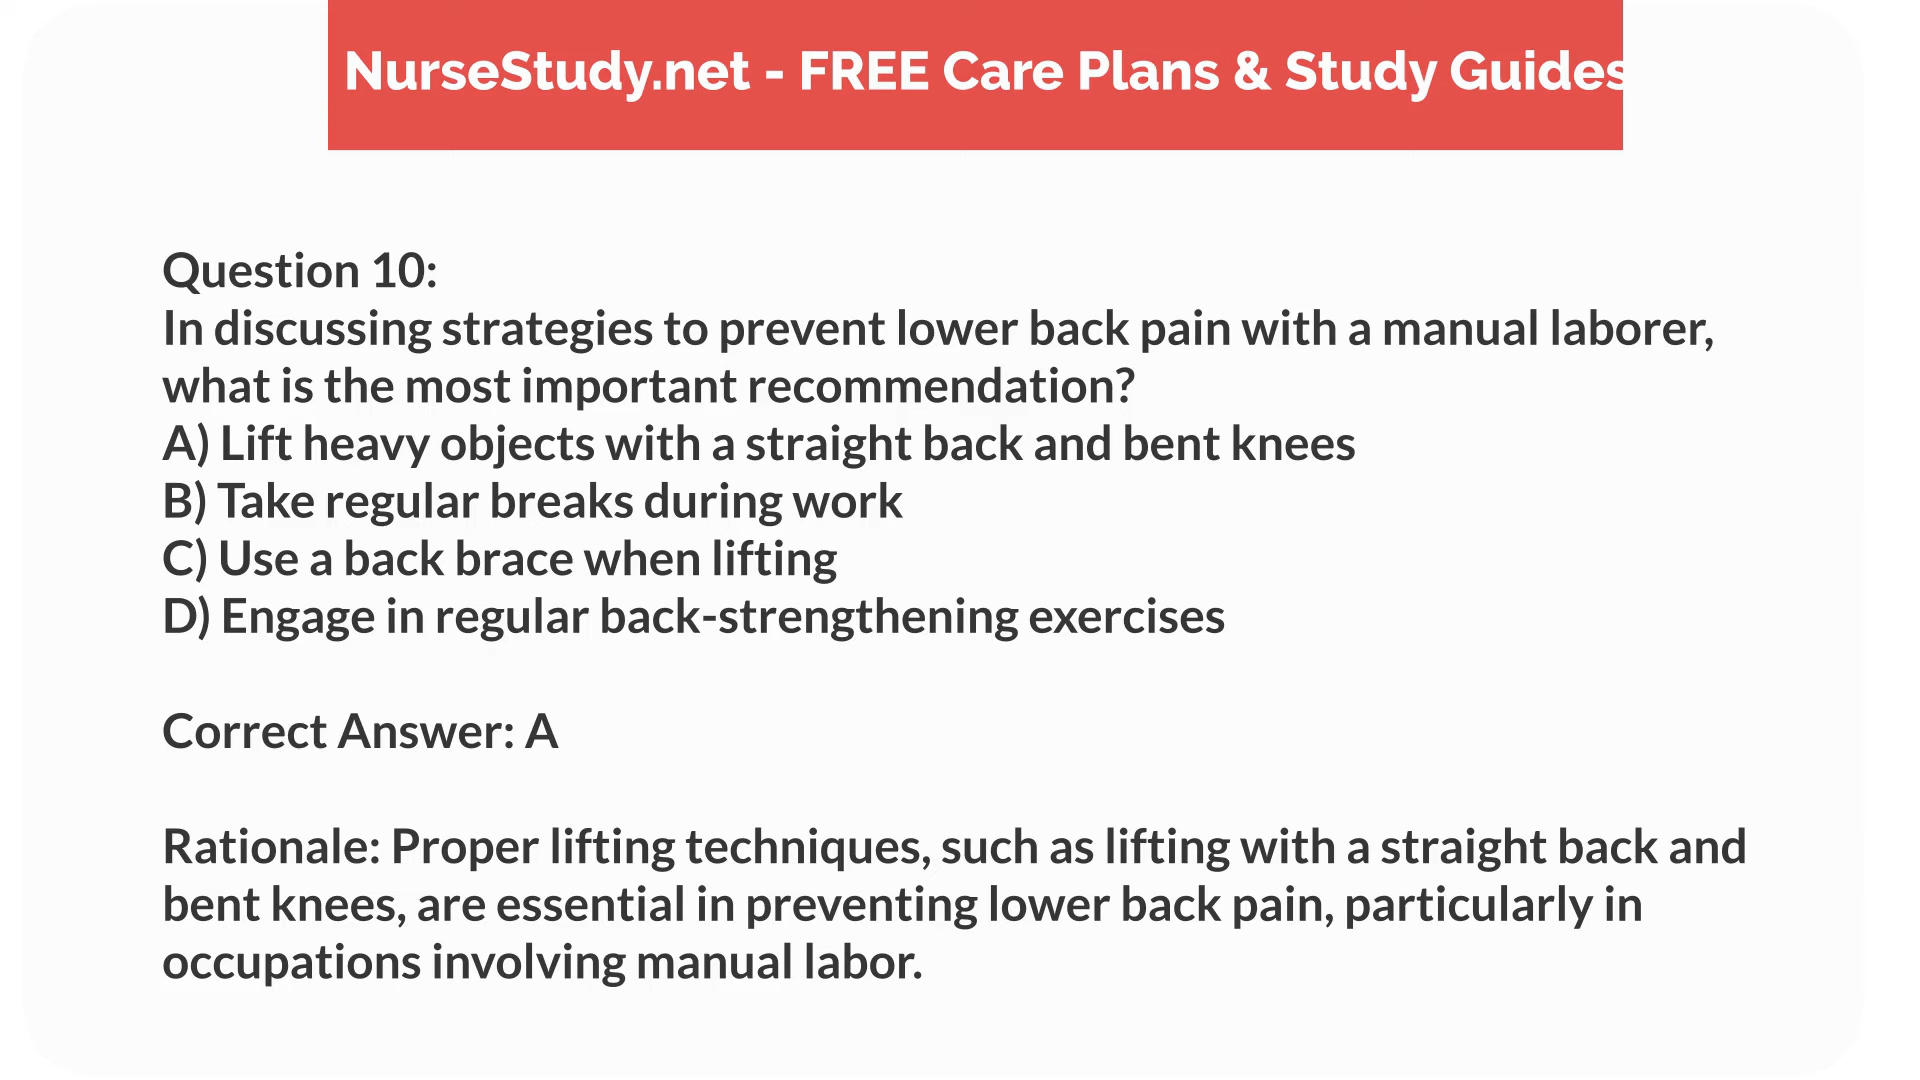 NurseStudy.net - FREE Care Plans & Study Guides
Question 10:
In discussing strategies to prevent lower back pain with a manual laborer,
what is the most important recommendation?
A) Lift heavy objects with a straight back and bent knees
B) Take regular breaks during work
C) Use a back brace when lifting
D) Engage in regular back-strengthening exercises
Correct Answer: A
Rationale: Proper lifting techniques, such as lifting with a straight back and
bent knees, are essential in preventing lower back pain, particularly in
occupations involving manual labor.